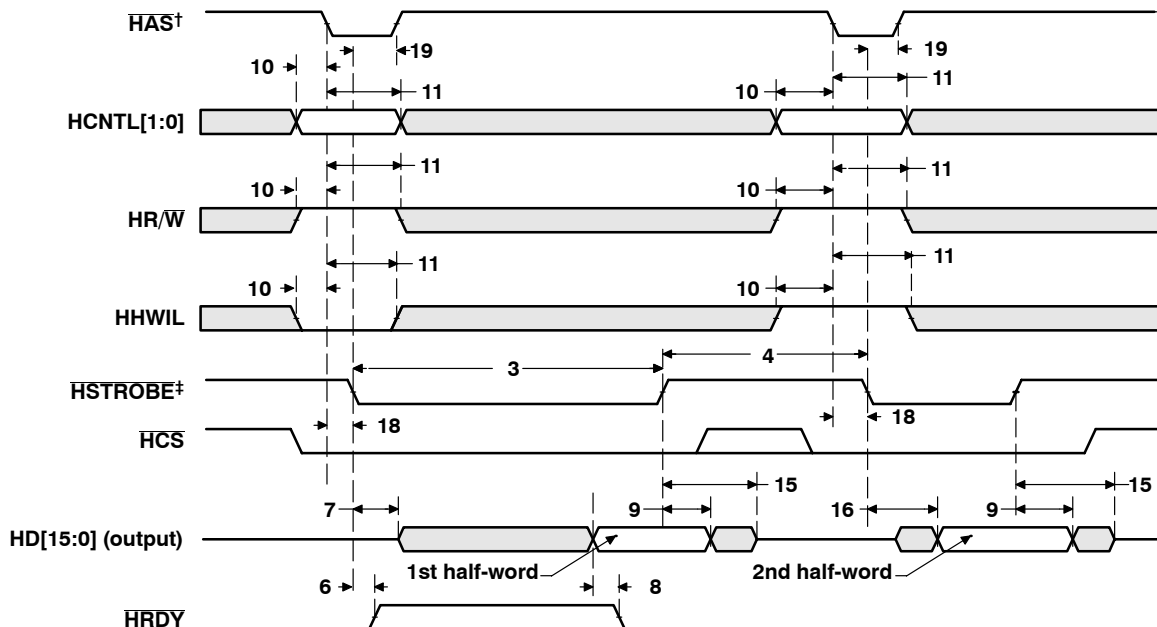 HAS†
19
19
10
11
11
10
HCNTL[1:0]
11
11
10
10
HR/W
11
11
10
10
HHWIL
3
4
HSTROBE‡
18
18
HCS
15
15
7
9
16
9
HD[15:0] (output)
1st half-word
2nd half-word
6
8
HRDY